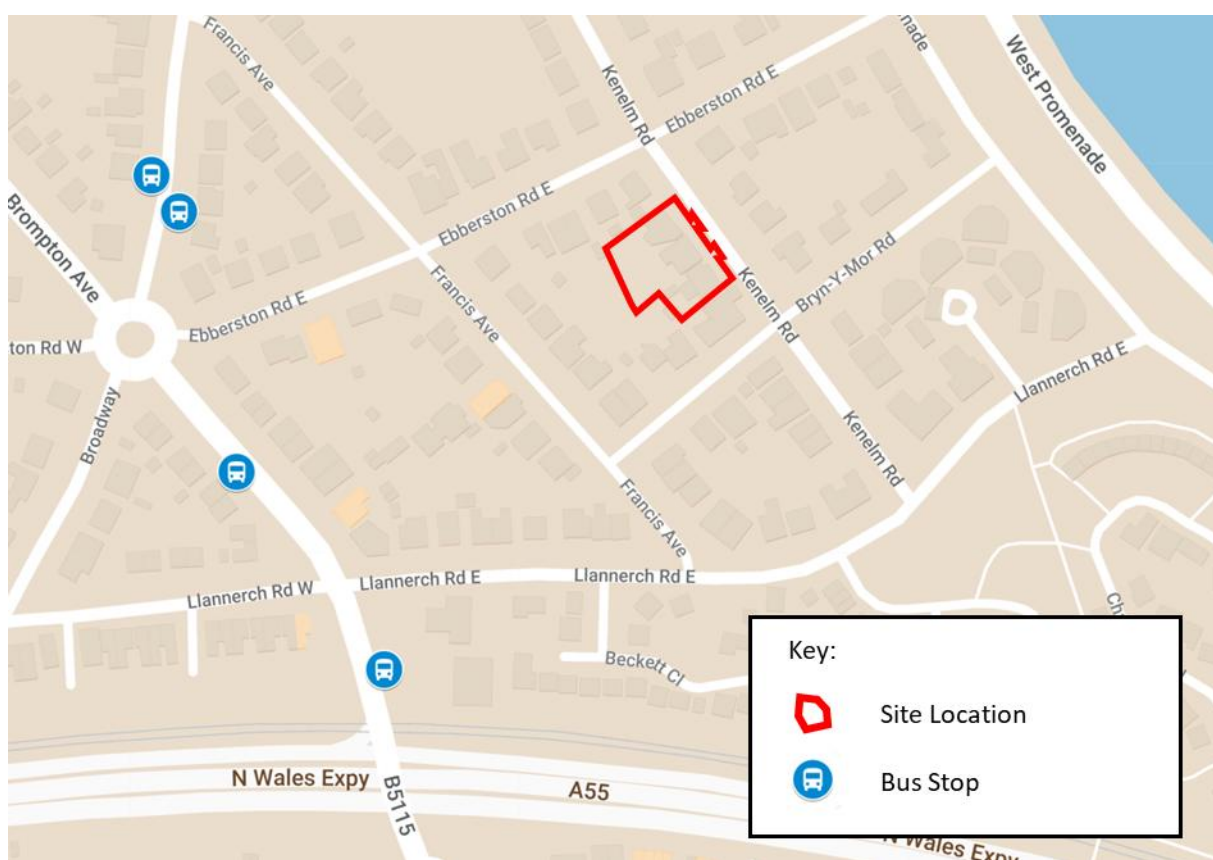 Francis Ave
Kenelm Rd
Ebberston Rd E
enade
West Promenade
Brompton Ave
Ebberston Rd E
Francis Ave
Kenelm Rd
Bryn-Y-Mor Rd
ton Rd W
Ebberston Rd E
Llannerch Rd E
Broadway
Kenelm Rd
Francis Ave
Llannerch Rd W
Llannerch Rd E
Llannerch Rd E
Beckett Cl
Ch
N Wales Expy
B5115
A55
N Wales Expy
Key:
Site Location
Bus Stop